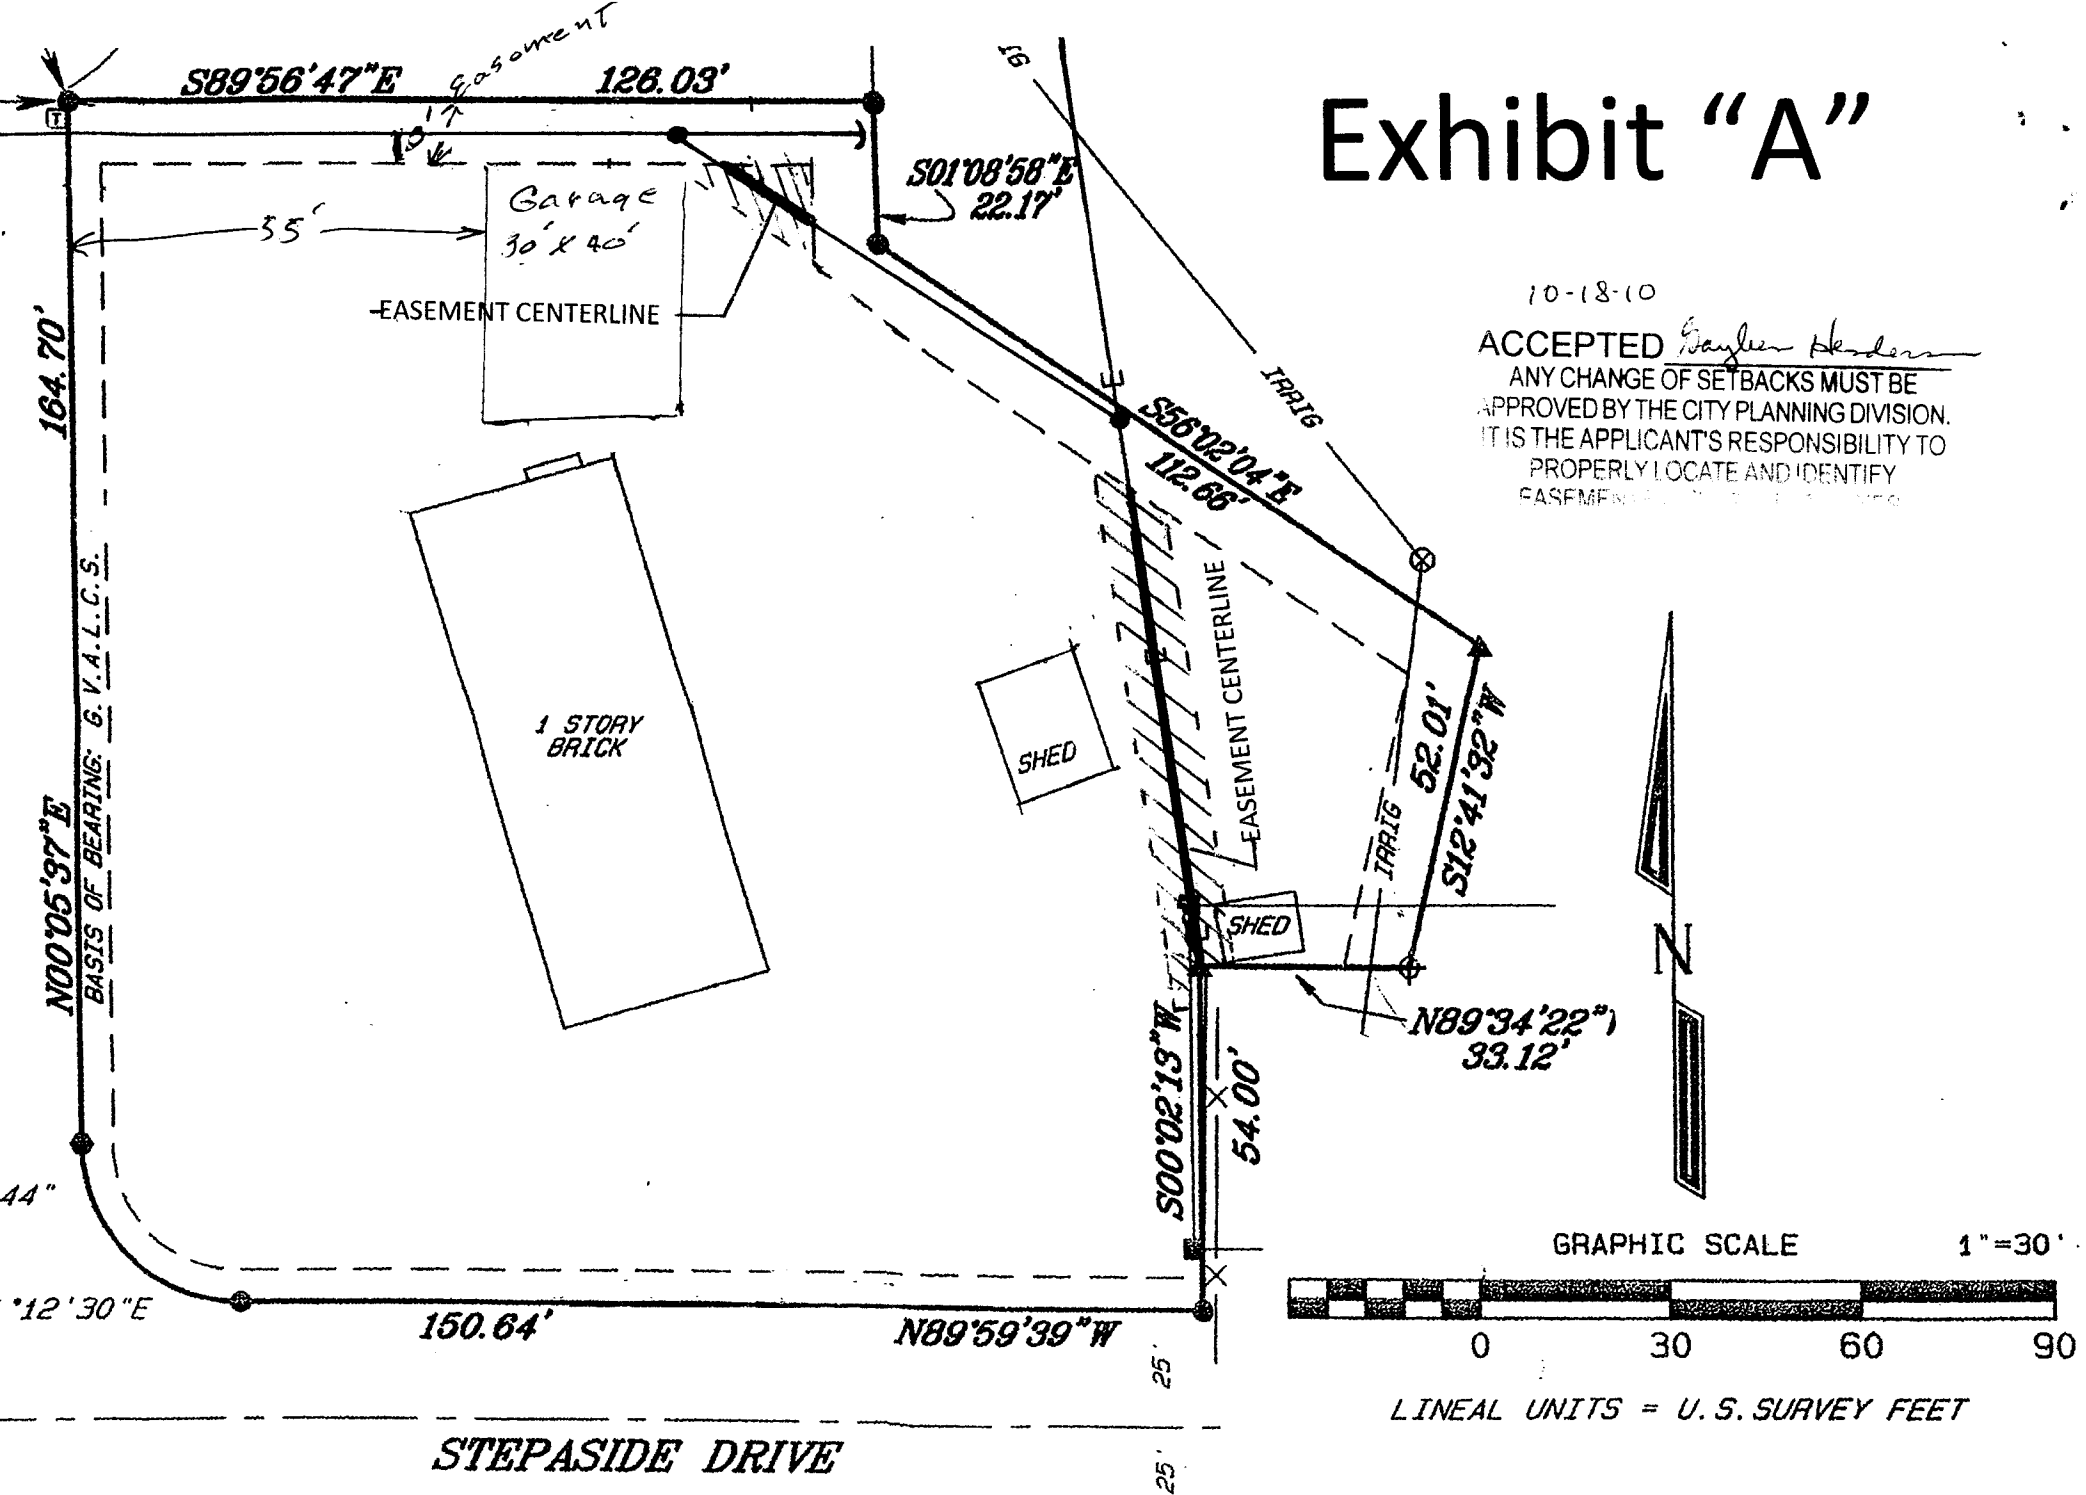 Easement
S89°56'47"E 126.03'
Exhibit “A”
T
S01°08'58"E
22.17'
Garage
30' X 40'
55'
EASEMENT CENTERLINE
10-18-10
ACCEPTED Gaylen Henderson
ANY CHANGE OF SETBACKS MUST BE
APPROVED BY THE CITY PLANNING DIVISION.
IT IS THE APPLICANT'S RESPONSIBILITY TO
PROPERLY LOCATE AND IDENTIFY
IRRIG
164.70'
S56°02'04"E
112.66'
N00°05'37"E
BASIS OF BEARING: G.V.A.L.C.S.
1 STORY
BRICK
SHED
EASEMENT CENTERLINE
52.01'
S12°41'32"W
IRRIG
SHED
N
N89°34'22"
33.12'
S00°02'13"W
54.00'
44"
°12'30"E
150.64' N89°59'39"W
GRAPHIC SCALE 1"=30'
0 30 60 90
LINEAL UNITS = U.S. SURVEY FEET
25'
STEPASIDE DRIVE
25'